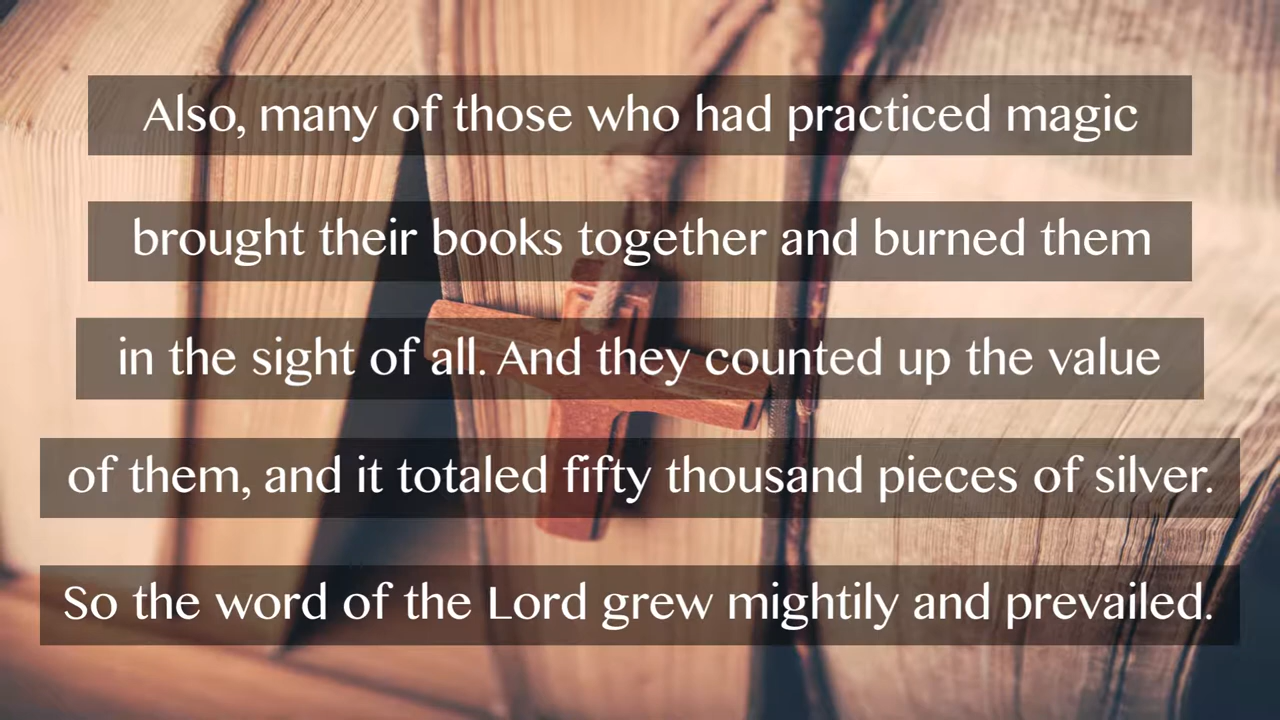 Also, many of those who had practiced magic
brought their books together and burned them
in the sight of all. And they counted up the value
of them, and it totaled fifty thousand pieces of silver.
So the word of the Lord grew mightily and prevailed.